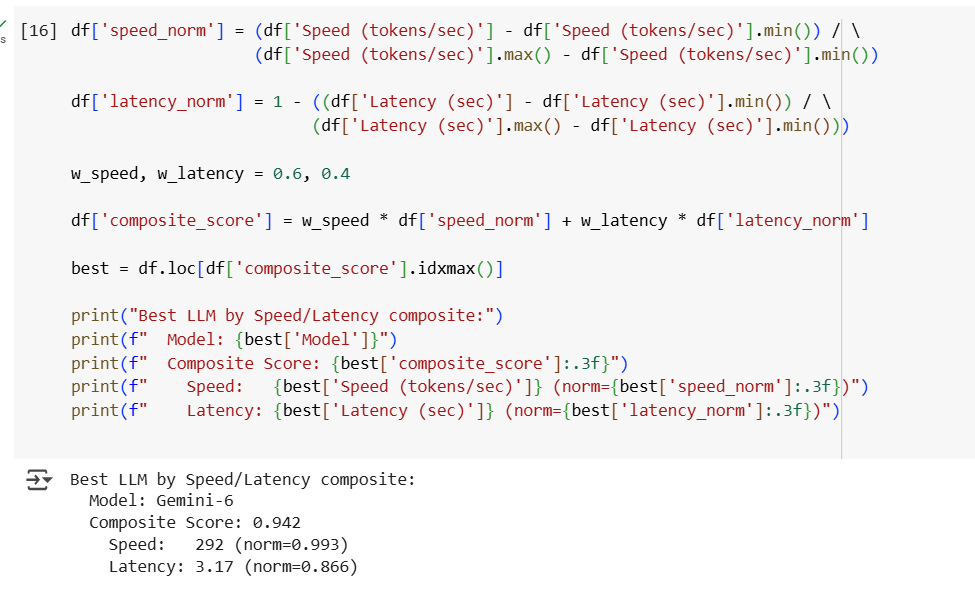 [16] df['speed_norm'] = (df['Speed (tokens/sec)'] - df['Speed (tokens/sec)'].min()) / \
(df['Speed (tokens/sec)'].max() - df['Speed (tokens/sec)'].min())
df['latency_norm'] = 1 - ((df['Latency (sec)'] - df['Latency (sec)'].min()) / \
(df['Latency (sec)'].max() - df['Latency (sec)'].min()))
w_speed, w_latency = 0.6, 0.4
df['composite_score'] = w_speed * df['speed_norm'] + w_latency * df['latency_norm']
best = df.loc[df['composite_score'].idxmax()]
print("Best LLM by Speed/Latency composite:")
print(f"  Model: {best['Model']}")
print(f"  Composite Score: {best['composite_score']:.3f}")
print(f"    Speed:   {best['Speed (tokens/sec)']} (norm={best['speed_norm']:.3f})")
print(f"    Latency: {best['Latency (sec)']} (norm={best['latency_norm']:.3f})")
Best LLM by Speed/Latency composite:
Model: Gemini-6
Composite Score: 0.942
Speed:   292 (norm=0.993)
Latency: 3.17 (norm=0.866)